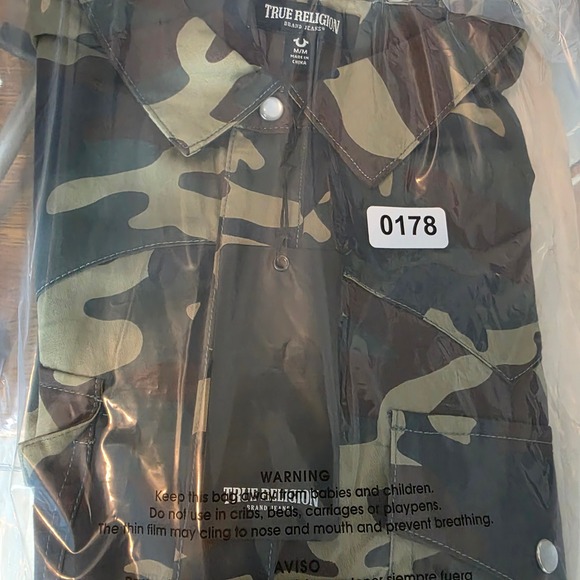 TRUE RELIGION
BRAND JEANS
M/M
MADE IN
CHINA
0178
WARNING
TRUE RELIGION
Keep this bag away from babies and children.
BRAND JEANS
Do not use in cribs, beds, carriages or playpens.
The thin film may cling to nose and mouth and prevent breathing.
AVISO
siempre fuera